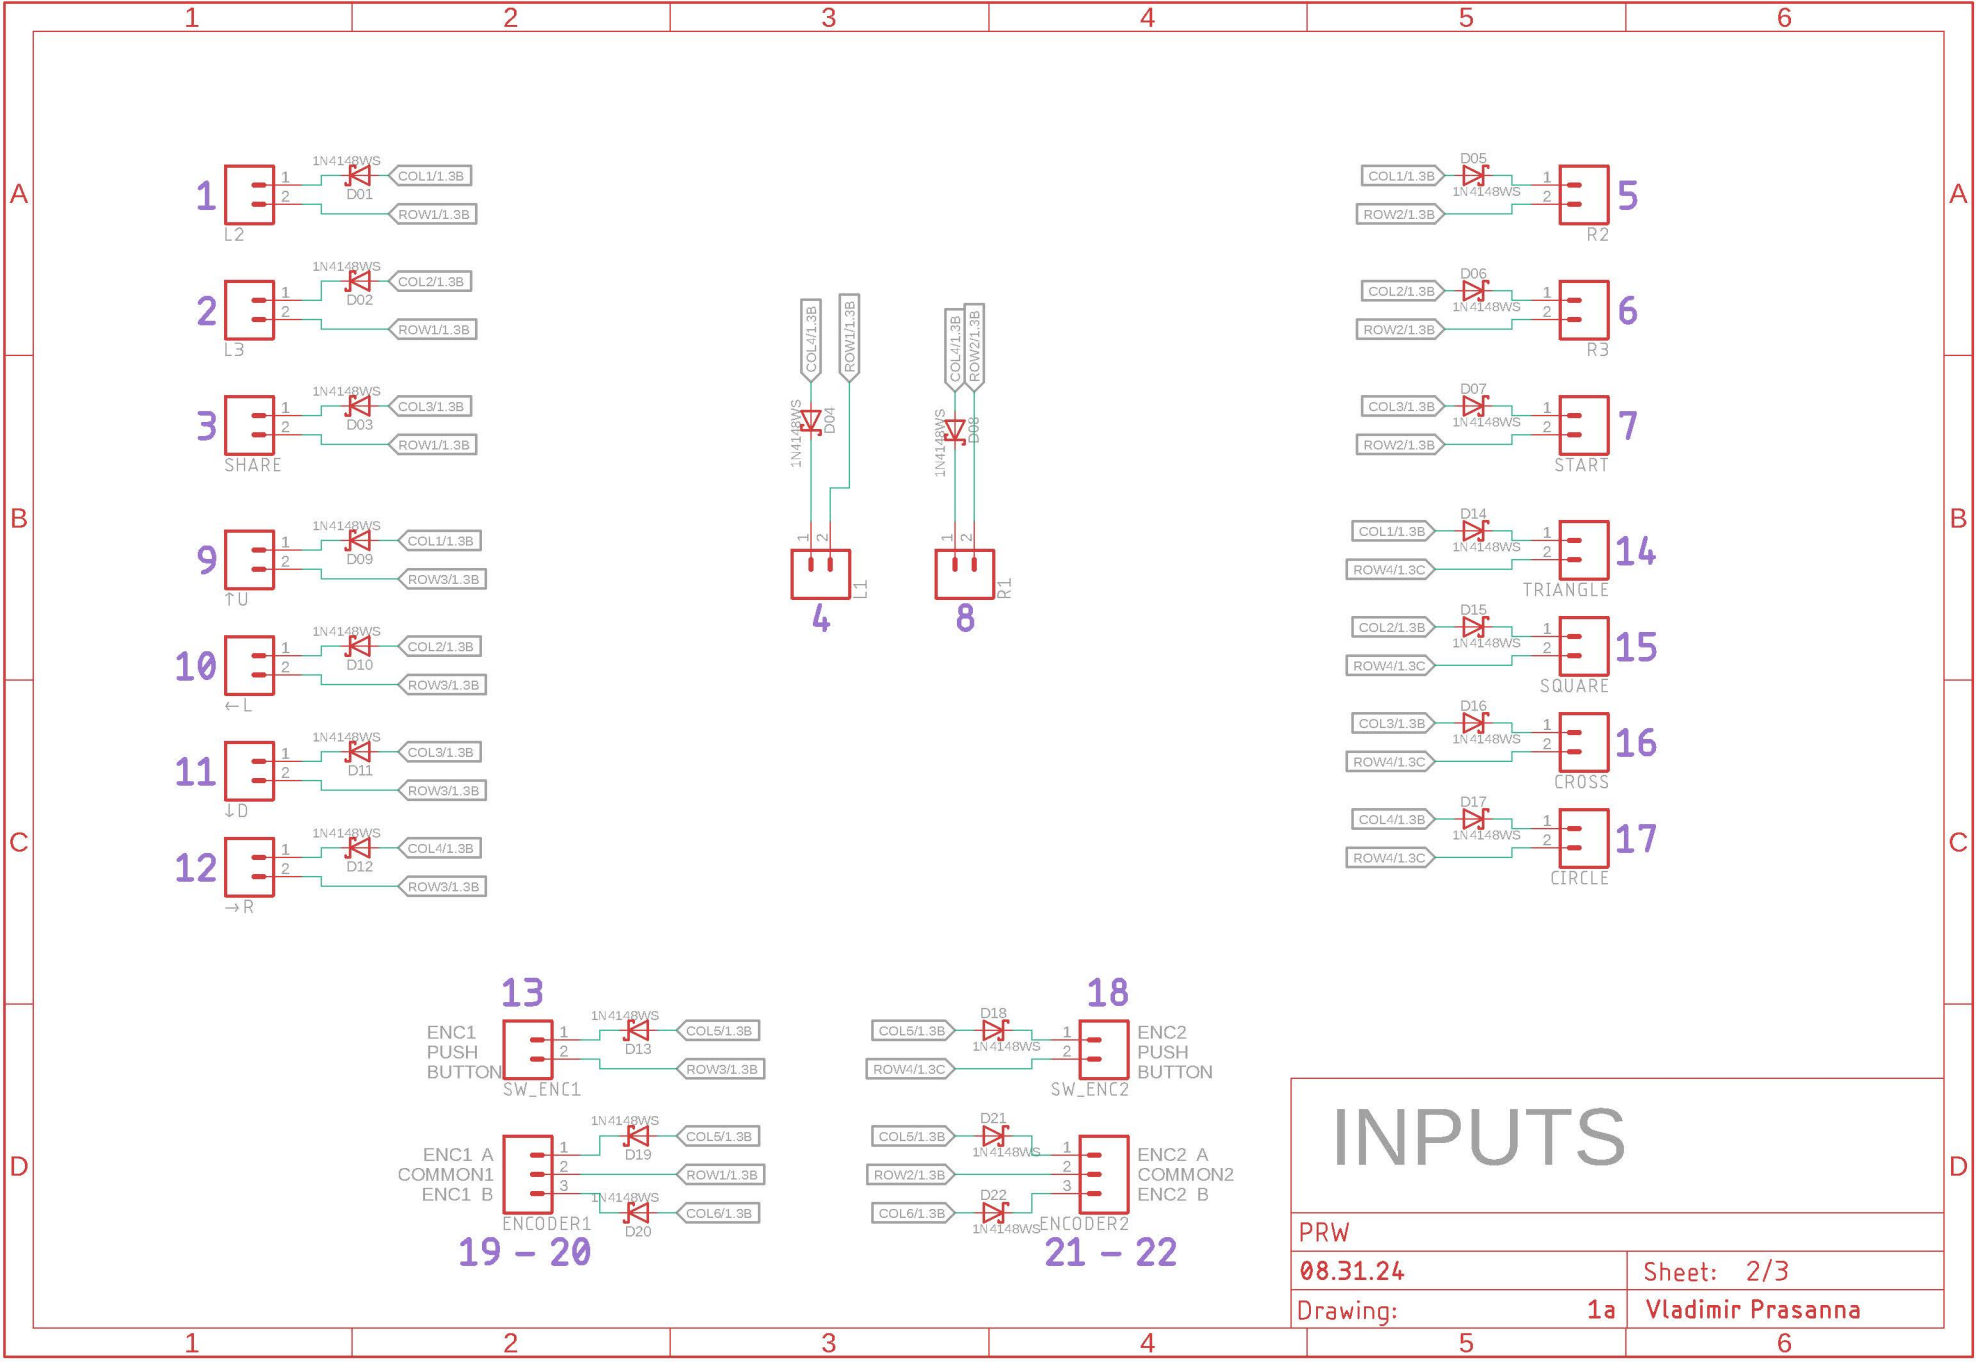 1 2 3 4 5 6
A A
1N4148WS
1 1 COL1/1.3B
2 D01
ROW1/1.3B
L2
1N4148WS
2 1 COL2/1.3B
2 D02
ROW1/1.3B
L3
1N4148WS
3 1 COL3/1.3B
2 D03
ROW1/1.3B
SHARE
COL4/1.3B
ROW1/1.3B
1N4148WS
D04
1 2
L1
4
COL4/1.3B
ROW2/1.3B
1N4148WS
D08
1 2
R1
8
D05
COL1/1.3B 1 5
1N4148WS 2
ROW2/1.3B
R2
D06
COL2/1.3B 1 6
1N4148WS 2
ROW2/1.3B
R3
D07
COL3/1.3B 1 7
1N4148WS 2
ROW2/1.3B
START
B B
1N4148WS
9 1 COL1/1.3B
2 D09
ROW3/1.3B
↑U
1N4148WS
10 1 COL2/1.3B
2 D10
ROW3/1.3B
←L
1N4148WS
11 1 COL3/1.3B
2 D11
ROW3/1.3B
↓D
1N4148WS
12 1 COL4/1.3B
2 D12
ROW3/1.3B
→R
D14
COL1/1.3B 1 14
1N4148WS 2
ROW4/1.3C
TRIANGLE
D15
COL2/1.3B 1 15
1N4148WS 2
ROW4/1.3C
SQUARE
D16
COL3/1.3B 1 16
1N4148WS 2
ROW4/1.3C
CROSS
D17
COL4/1.3B 1 17
1N4148WS 2
ROW4/1.3C
CIRCLE
C C
13
1N4148WS
ENC1 1 COL5/1.3B
PUSH 2 D13
BUTTON ROW3/1.3B
SW_ENC1
1N4148WS
COL5/1.3B
ENC1 A 1 D19
COMMON1 2 ROW1/1.3B
ENC1 B 3 1N4148WS
COL6/1.3B
ENCODER1 D20
19 - 20
18
D18
COL5/1.3B 1 ENC2
1N4148WS 2 PUSH
ROW4/1.3C BUTTON
SW_ENC2
D21
COL5/1.3B
1N4148WS 1 ENC2 A
ROW2/1.3B 2 COMMON2
D22 3 ENC2 B
COL6/1.3B
1N4148WS ENCODER2
21 - 22
D D
INPUTS
PRW
08.31.24 Sheet: 2/3
Drawing: 1a Vladimir Prasanna
1 2 3 4 5 6